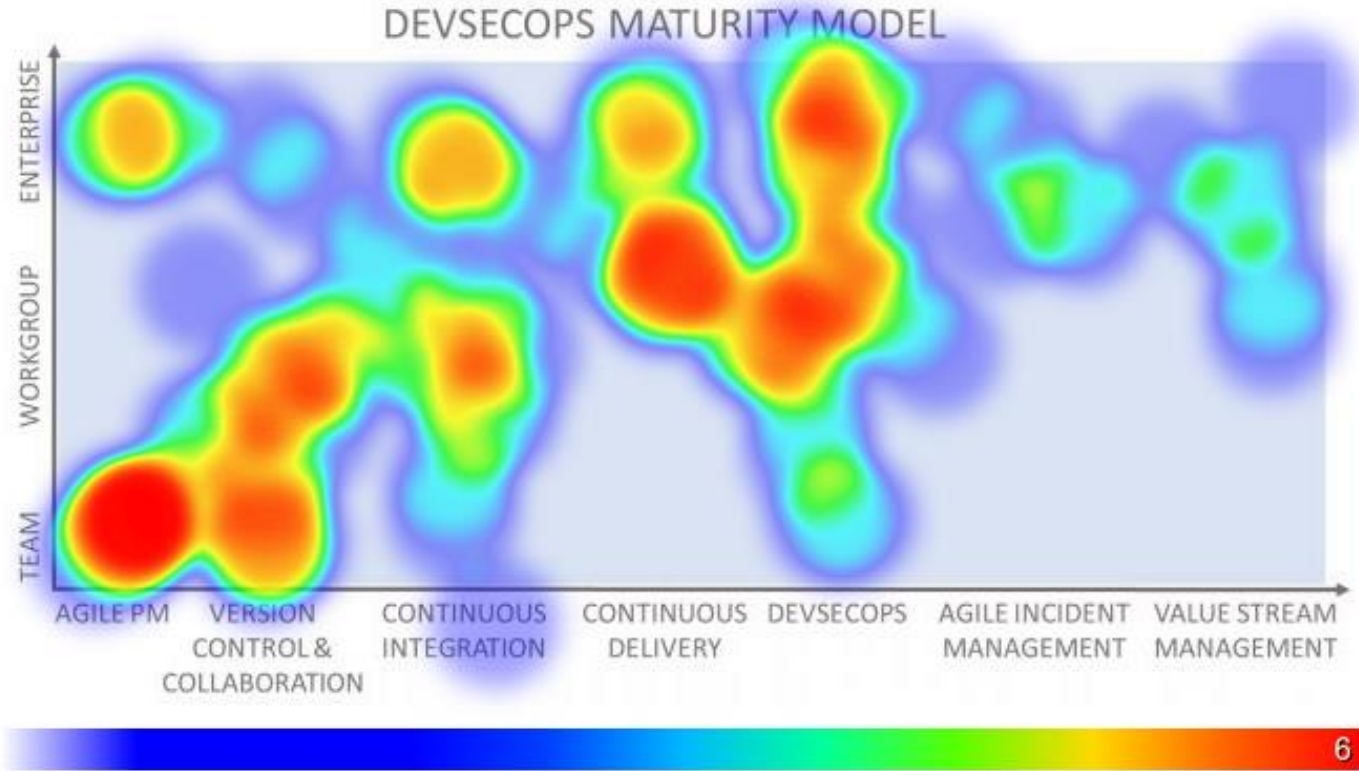 DEVSECOPS MATURITY MODEL
ENTERPRISE
WORKGROUP
TEAM
AGILE PM
VERSION
CONTROL &
COLLABORATION
CONTINUOUS
INTEGRATION
CONTINUOUS
DELIVERY
DEVSECOPS
AGILE INCIDENT
MANAGEMENT
VALUE STREAM
MANAGEMENT
6